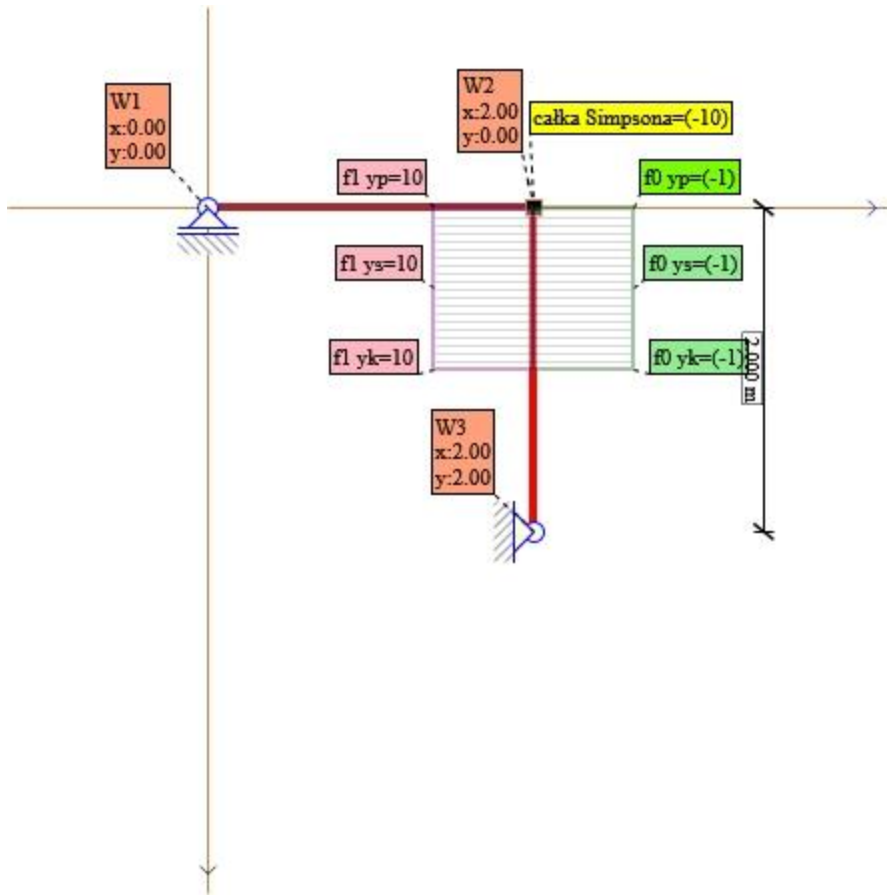 W1
x:0.00
y:0.00
W2
x:2.00
y:0.00
całka Simpsona=(-10)
f1 yp=10
f0 yp=(-1)
f1 ys=10
f0 ys=(-1)
f1 yk=10
f0 yk=(-1)
2.000 m
W3
x:2.00
y:2.00